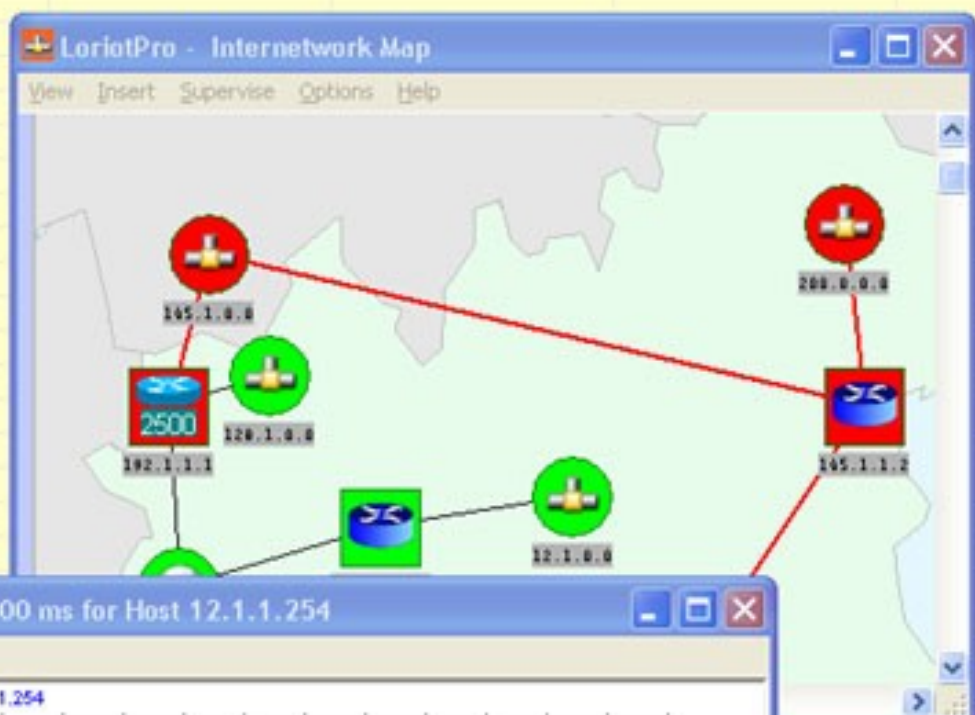 LoriotPro - Internetwork Map
View Insert Supervise Options Help
145.1.0.0
200.0.0.0
2500
120.1.0.0
192.1.1.1
145.1.1.2
12.1.0.0
00 ms for Host 12.1.1.254
1.254